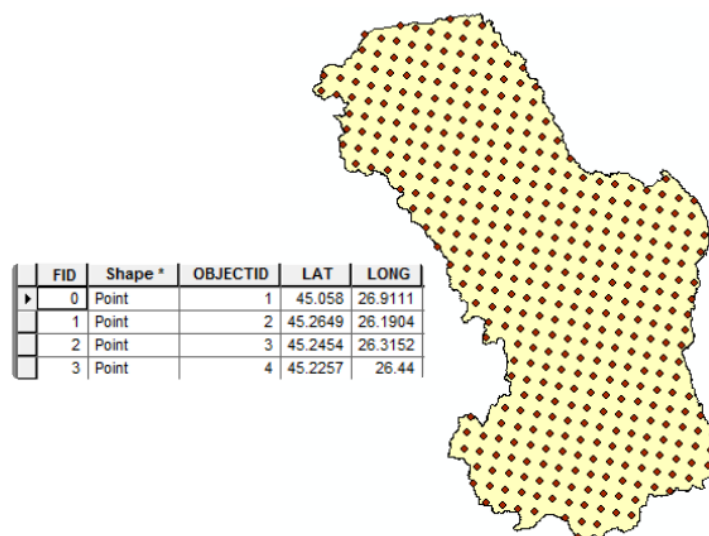 FID Shape * OBJECTID LAT LONG
0 Point 1 45.058 26.9111
1 Point 2 45.2649 26.1904
2 Point 3 45.2454 26.3152
3 Point 4 45.2257 26.44